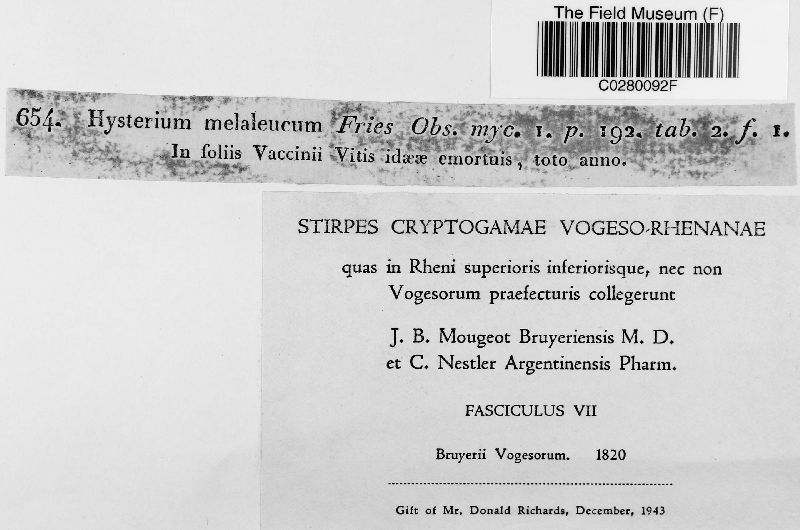 The Field Museum (F)
C0280092F
654. Hysterium melaleucum Fries Obs. myc. 1. p. 192. tab. 2. f. 1.
In foliis Vaccinii Vitis idææ emortuis, toto anno.
STIRPES CRYPTOGAMAE VOGESO-RHENANAE
quas in Rheni superioris inferiorisque, nec non
Vogesorum praefecturis collegerunt
J. B. Mougeot Bruyeriensis M. D.
et C. Nestler Argentinensis Pharm.
FASCICULUS VII
Bruyerii Vogesorum. 1820
Gift of Mr. Donald Richards, December, 1943